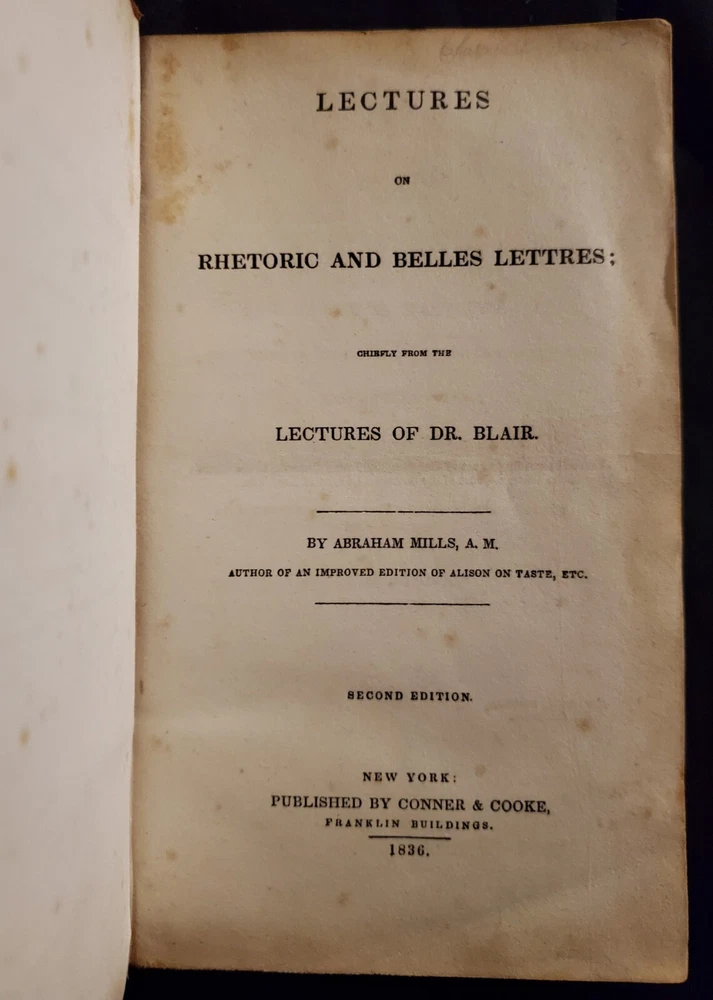 LECTURES
ON
RHETORIC AND BELLES LETTRES;
CHIEFLY FROM THE
LECTURES OF DR. BLAIR.
BY ABRAHAM MILLS, A. M.
AUTHOR OF AN IMPROVED EDITION OF ALISON ON TASTE, ETC.
SECOND EDITION.
NEW YORK:
PUBLISHED BY CONNER & COOKE,
FRANKLIN BUILDINGS.
1836.